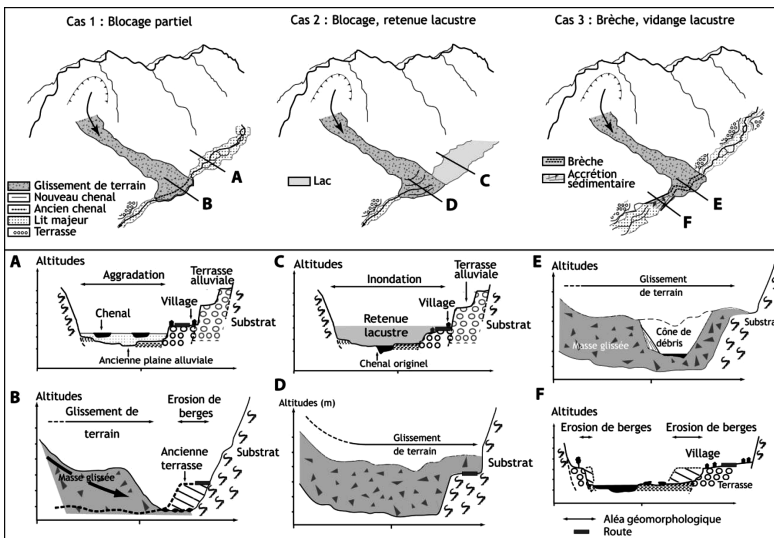 Cas 1 : Blocage partiel
Cas 2 : Blocage, retenue lacustre
Cas 3 : Brèche, vidange lacustre
A
B
Glissement de terrain
Nouveau chenal
Ancien chenal
Lit majeur
Terrasse
Lac
C
D
Brèche
Accrétion
sédimentaire
E
F
A
Altitudes
Aggradation
Terrasse
alluviale
Chenal
Village
Substrat
Ancienne plaine alluviale
C
Altitudes
Inondation
Terrasse
alluviale
Village
Retenue
lacustre
Substrat
Chenal originel
E
Altitudes
Glissement
de terrain
Substrat
Cône de
débris
Masse glissée
B
Altitudes
Glissement de
terrain
Erosion de
berges
Ancienne
terrasse
Substrat
Masse glissée
D
Altitudes (m)
Glissement
de terrain
Substrat
F
Altitudes
Erosion de berges
Erosion de berges
Village
Terrasse
Aléa géomorphologique
Route